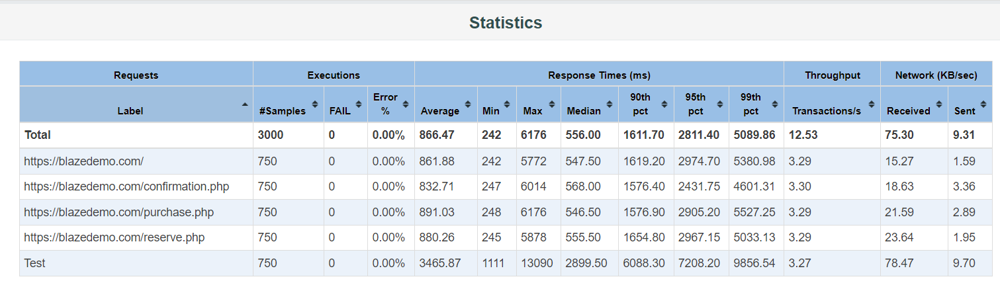 Statistics
Requests Executions Response Times (ms) Throughput Network (KB/sec)
Label #Samples FAIL Error % Average Min Max Median 90th pct 95th pct 99th pct Transactions/s Received Sent
Total 3000 0 0.00% 866.47 242 6176 556.00 1611.70 2811.40 5089.86 12.53 75.30 9.31
https://blazedemo.com/ 750 0 0.00% 861.88 242 5772 547.50 1619.20 2974.70 5380.98 3.29 15.27 1.59
https://blazedemo.com/confirmation.php 750 0 0.00% 832.71 247 6014 568.00 1576.40 2431.75 4601.31 3.30 18.63 3.36
https://blazedemo.com/purchase.php 750 0 0.00% 891.03 248 6176 546.50 1576.90 2905.20 5527.25 3.29 21.59 2.89
https://blazedemo.com/reserve.php 750 0 0.00% 880.26 245 5878 555.50 1654.80 2967.15 5033.13 3.29 23.64 1.95
Test 750 0 0.00% 3465.87 1111 13090 2899.50 6088.30 7208.20 9856.54 3.27 78.47 9.70